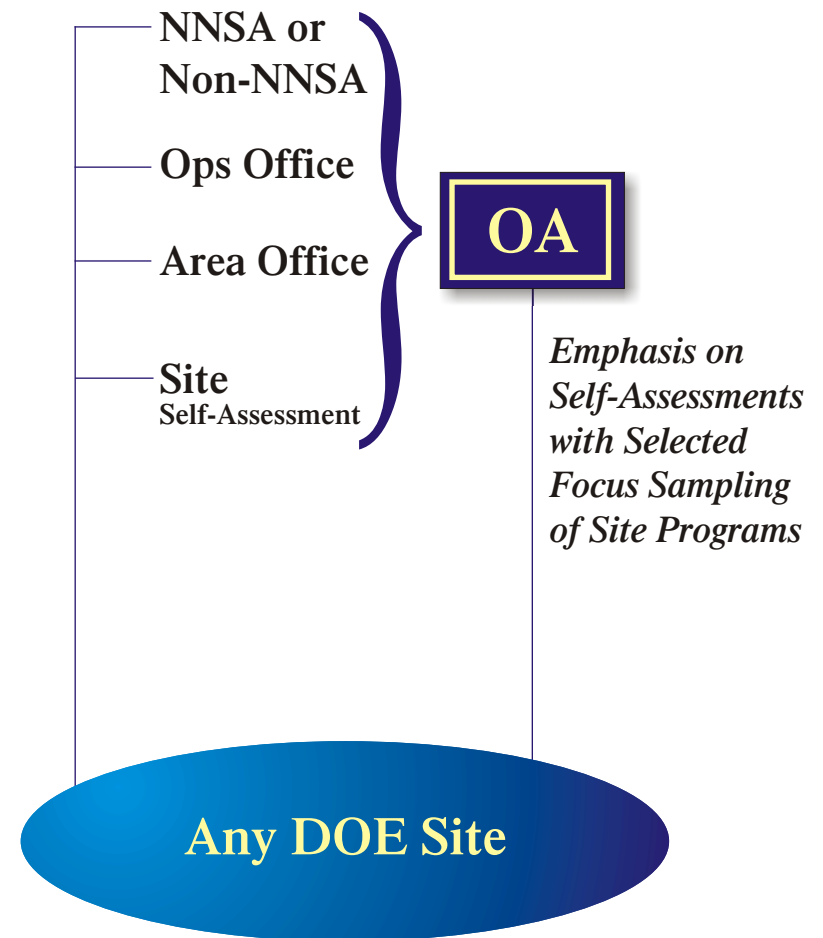 NNSA or
Non-NNSA
Ops Office
Area Office
Site
Self-Assessment
OA
Emphasis on
Self-Assessments
with Selected
Focus Sampling
of Site Programs
Any DOE Site